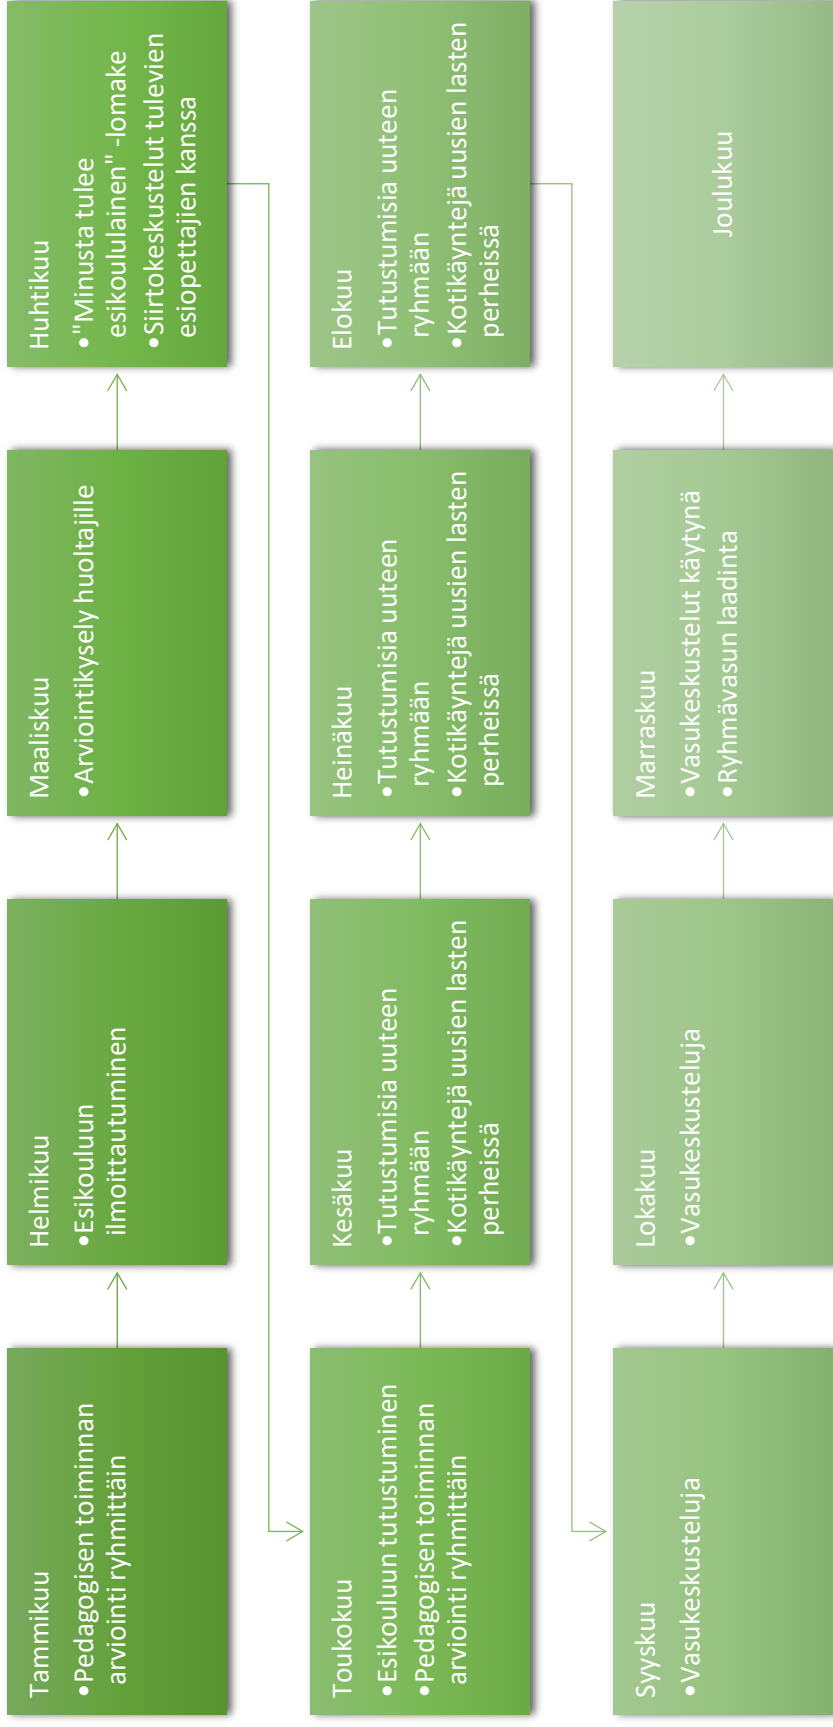 Tammikuu
•Pedagogisen toiminnan
arviointi ryhmittäin
Helmikuu
•Esikouluun
ilmoittautuminen
Maaliskuu
•Arviointikysely huoltajille
Huhtikuu
•"Minusta tulee
esikoululainen" -lomake
•Siirtokeskustelut tulevien
esiopettajien kanssa
Toukokuu
•Esikouluun tutustuminen
•Pedagogisen toiminnan
arviointi ryhmittäin
Kesäkuu
•Tutustumisia uuteen
ryhmään
•Kotikäyntejä uusien lasten
perheissä
Heinäkuu
•Tutustumisia uuteen
ryhmään
•Kotikäyntejä uusien lasten
perheissä
Elokuu
•Tutustumisia uuteen
ryhmään
•Kotikäyntejä uusien lasten
perheissä
Syyskuu
•Vasukeskusteluja
Lokakuu
•Vasukeskusteluja
Marraskuu
•Vasukeskustelut käytynä
•Ryhmävasun laadinta
Joulukuu